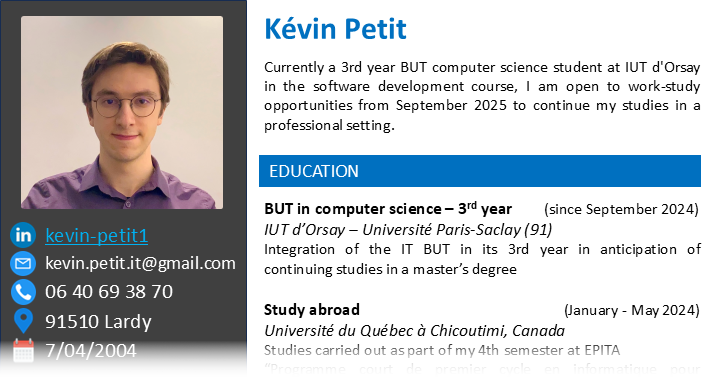 kevin-petit1
kevin.petit.it@gmail.com
06 40 69 38 70
91510 Lardy
7/04/2004
Kévin Petit
Currently a 3rd year BUT computer science student at IUT d'Orsay
in the software development course, I am open to work-study
opportunities from September 2025 to continue my studies in a
professional setting.
EDUCATION
BUT in computer science – 3rd year (since September 2024)
IUT d’Orsay – Université Paris-Saclay (91)
Integration of the IT BUT in its 3rd year in anticipation of
continuing studies in a master’s degree
Study abroad (January - May 2024)
Université du Québec à Chicoutimi, Canada
Studies carried out as part of my 4th semester at EPITA
"Programme court de premier cycle en informatique pour